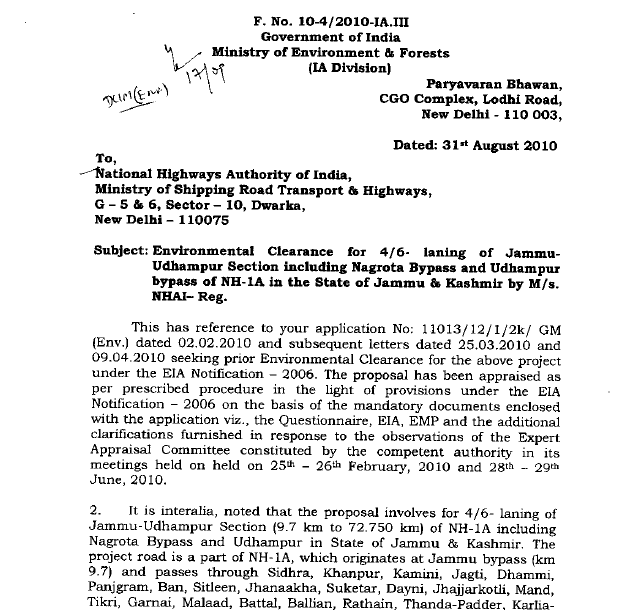 F. No. 10-4/2010-IA.III
Government of India
Ministry of Environment & Forests
(IA Division)
17/09
DGM(Env.)
Paryavaran Bhawan,
CGO Complex, Lodhi Road,
New Delhi - 110 003,
Dated: 31st August 2010
To,
National Highways Authority of India,
Ministry of Shipping Road Transport & Highways,
G – 5 & 6, Sector – 10, Dwarka,
New Delhi – 110075
Subject: Environmental Clearance for 4/6- laning of Jammu-
Udhampur Section including Nagrota Bypass and Udhampur
bypass of NH-1A in the State of Jammu & Kashmir by M/s.
NHAI– Reg.
This has reference to your application No: 11013/12/1/2k/ GM
(Env.) dated 02.02.2010 and subsequent letters dated 25.03.2010 and
09.04.2010 seeking prior Environmental Clearance for the above project
under the EIA Notification – 2006. The proposal has been appraised as
per prescribed procedure in the light of provisions under the EIA
Notification – 2006 on the basis of the mandatory documents enclosed
with the application viz., the Questionnaire, EIA, EMP and the additional
clarifications furnished in response to the observations of the Expert
Appraisal Committee constituted by the competent authority in its
meetings held on held on 25th – 26th February, 2010 and 28th – 29th
June, 2010.
2. It is interalia, noted that the proposal involves for 4/6- laning of
Jammu-Udhampur Section (9.7 km to 72.750 km) of NH-1A including
Nagrota Bypass and Udhampur in State of Jammu & Kashmir. The
project road is a part of NH-1A, which originates at Jammu bypass (km
9.7) and passes through Sidhra, Khanpur, Kamini, Jagti, Dhammi,
Panjgram, Ban, Sitleen, Jhanaakha, Suketar, Dayni, Jhajjarkotli, Mand,
Tikri, Garnai, Malaad, Battal, Ballian, Rathain, Thanda-Padder, Karlia-